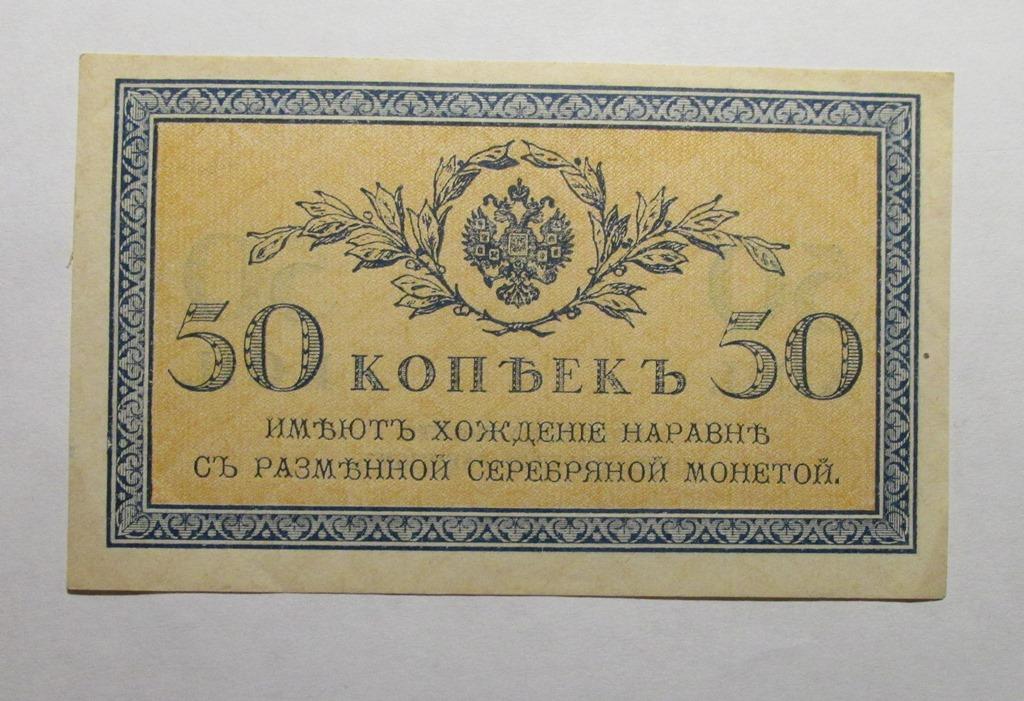 50 КОПѢЕКЪ 50
ИМѢЮТЪ ХОЖДЕНІЕ НАРАВНѢ
СЪ РАЗМѢННОЙ СЕРЕБРЯНОЙ МОНЕТОЙ.